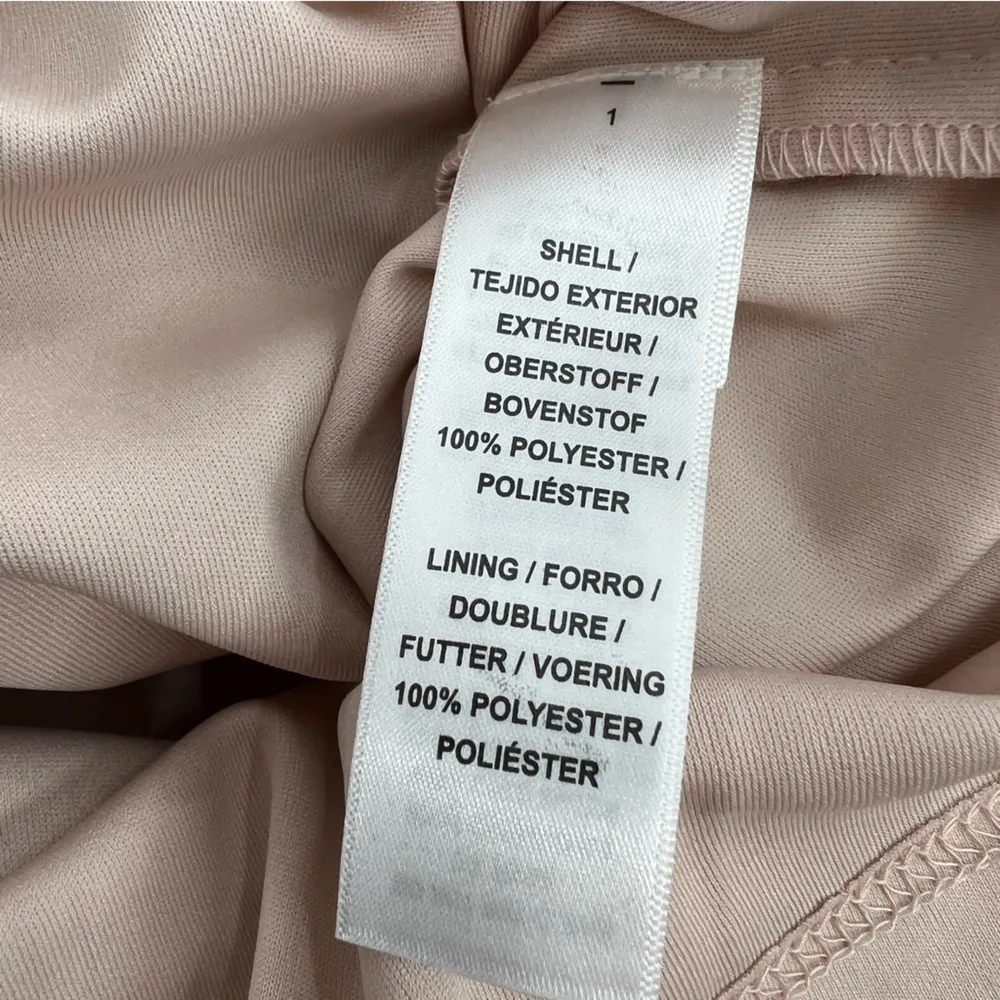 1
SHELL /
TEJIDO EXTERIOR
EXTÉRIEUR /
OBERSTOFF /
BOVENSTOF
100% POLYESTER /
POLIÉSTER
LINING / FORRO /
DOUBLURE /
FUTTER / VOERING
100% POLYESTER /
POLIÉSTER